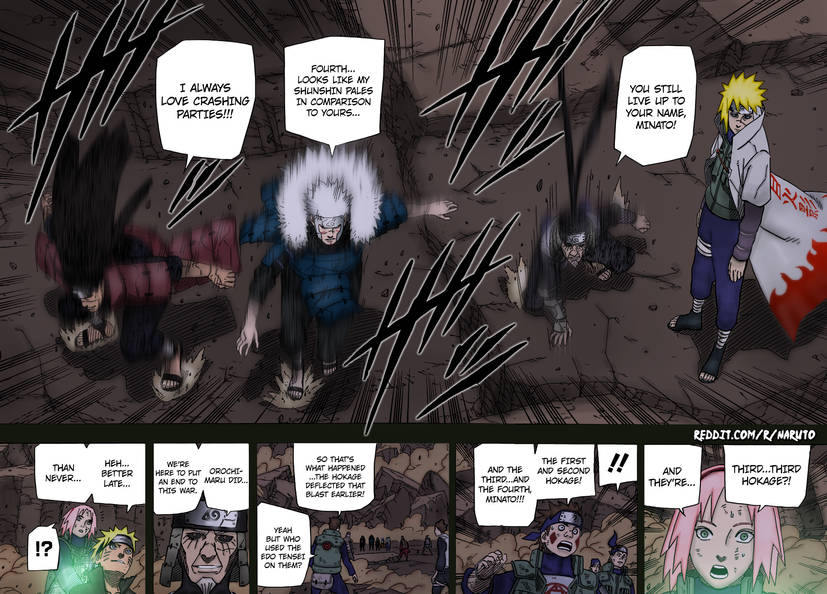 YOU STILL
LIVE UP TO
YOUR NAME,
MINATO!
FOURTH...
LOOKS LIKE MY
SHUNSHIN PALES
IN COMPARISON
TO YOURS...
I ALWAYS
LOVE CRASHING
PARTIES!!!
REDDIT.COM/R/NARUTO
THIRD...THIRD
HOKAGE?!
AND
THEY'RE...
!!
THE FIRST
AND SECOND
HOKAGE!
AND THE
THIRD...AND
THE FOURTH,
MINATO!!!
SO THAT'S
WHAT HAPPENED
...THE HOKAGE
DEFLECTED THAT
BLAST EARLIER!
YEAH
BUT WHO
USED THE
EDO TENSEI
ON THEM?
OROCHI-
MARU DID...
WE'RE
HERE TO PUT
AN END TO
THIS WAR.
HEH...
BETTER
LATE...
THAN
NEVER...
!?